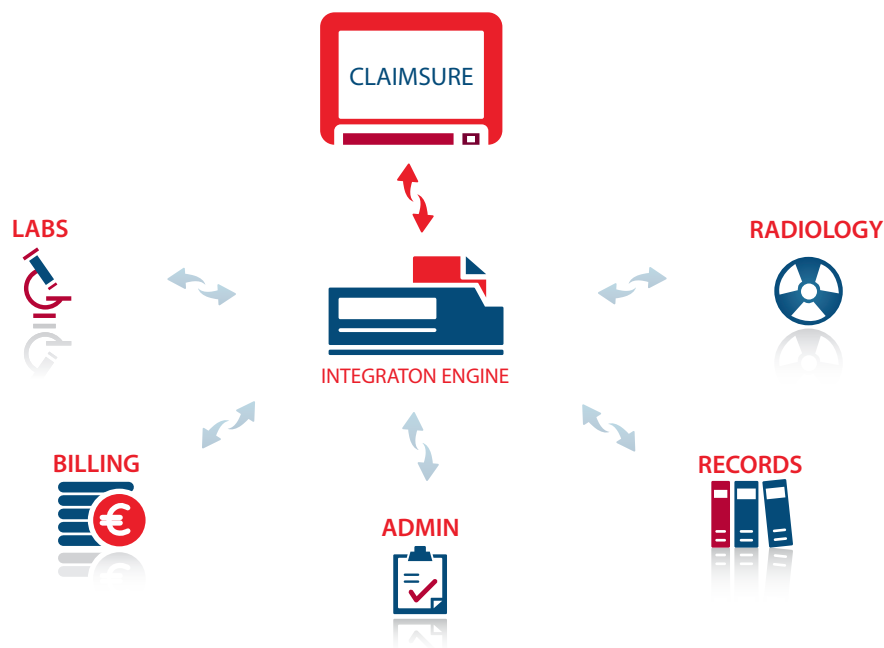 CLAIMSURE
LABS
RADIOLOGY
INTEGRATON ENGINE
BILLING
RECORDS
€
ADMIN